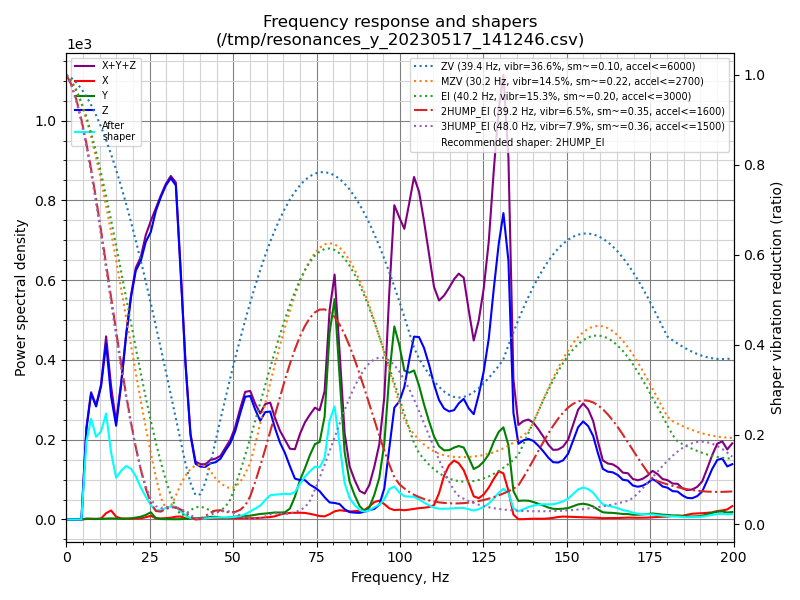 Frequency response and shapers
(/tmp/resonances_y_20230517_141246.csv)
1e3
X+Y+Z
X
Y
Z
After
shaper
ZV (39.4 Hz, vibr=36.6%, sm~=0.10, accel<=6000)
MZV (30.2 Hz, vibr=14.5%, sm~=0.22, accel<=2700)
EI (40.2 Hz, vibr=15.3%, sm~=0.20, accel<=3000)
2HUMP_EI (39.2 Hz, vibr=6.5%, sm~=0.35, accel<=1600)
3HUMP_EI (48.0 Hz, vibr=7.9%, sm~=0.36, accel<=1500)
Recommended shaper: 2HUMP_EI
Power spectral density
1.0
0.8
0.6
0.4
0.2
0.0
1.0
0.8
0.6
0.4
0.2
0.0
Shaper vibration reduction (ratio)
0 25 50 75 100 125 150 175 200
Frequency, Hz